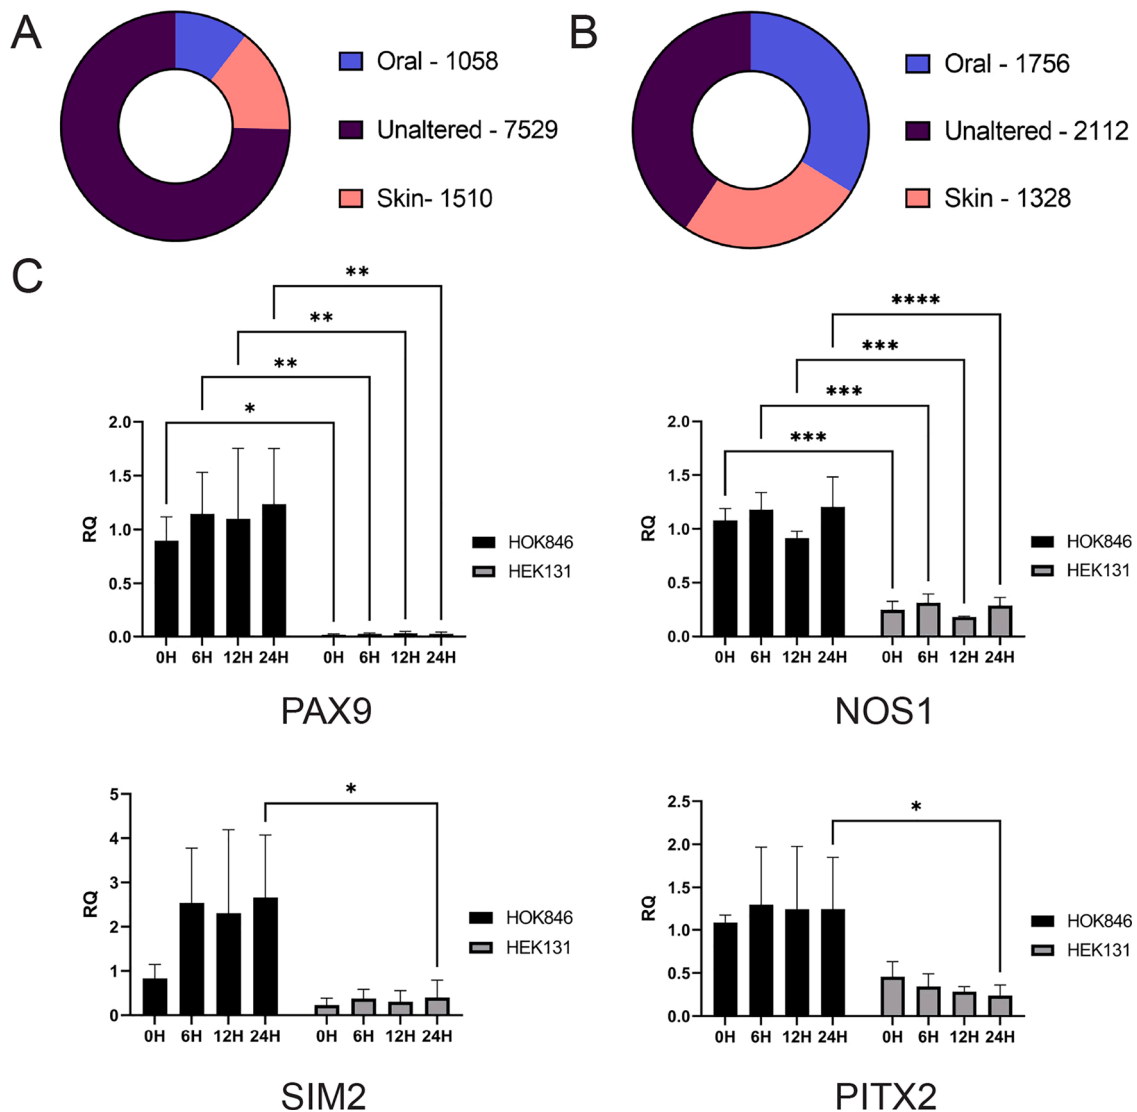 A
Oral - 1058
Unaltered - 7529
Skin- 1510
B
Oral - 1756
Unaltered - 2112
Skin - 1328
C
**
**
**
*
2.0
1.5
1.0
0.5
0.0
RQ
0H 6H 12H 24H 0H 6H 12H 24H
HOK846
HEK131
PAX9
****
***
***
***
2.0
1.5
1.0
0.5
0.0
RQ
0H 6H 12H 24H 0H 6H 12H 24H
HOK846
HEK131
NOS1
*
5
4
3
2
1
0
RQ
0H 6H 12H 24H 0H 6H 12H 24H
HOK846
HEK131
SIM2
*
2.5
2.0
1.5
1.0
0.5
0.0
RQ
0H 6H 12H 24H 0H 6H 12H 24H
HOK846
HEK131
PITX2